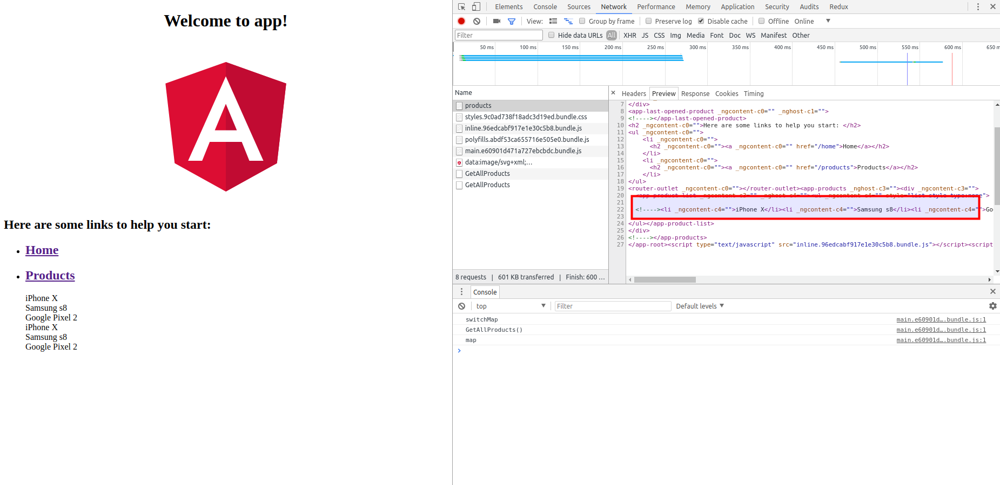 Welcome to app!
Here are some links to help you start:
Home
Products
iPhone X
Samsung s8
Google Pixel 2
iPhone X
Samsung s8
Google Pixel 2
Elements Console Sources Network Performance Memory Application Security Audits Redux
View: Group by frame Preserve log Disable cache Offline Online
Filter Hide data URLs All XHR JS CSS Img Media Font Doc WS Manifest Other
50 ms 100 ms 150 ms 200 ms 250 ms 300 ms 350 ms 400 ms 450 ms 500 ms 550 ms 600 ms 650 m
Name
products
styles.9c0ad738f18adc3d19ed.bundle.css
inline.96edcabf917e1e30c5b8.bundle.js
polyfills.abdf53ca655716e505e0.bundle.js
main.e60901d471a727ebcbdc.bundle.js
data:image/svg+xml;…
GetAllProducts
GetAllProducts
8 requests | 601 KB transferred | Finish: 600 …
Headers Preview Response Cookies Timing
7 </div>
8 <app-last-opened-product _ngcontent-c0="" _nghost-c1="">
9 <!----></app-last-opened-product>
10 <h2 _ngcontent-c0="">Here are some links to help you start: </h2>
11 <ul _ngcontent-c0="">
12 <li _ngcontent-c0="">
13 <h2 _ngcontent-c0=""><a _ngcontent-c0="" href="/home">Home</a></h2>
14 </li>
15 <li _ngcontent-c0="">
16 <h2 _ngcontent-c0=""><a _ngcontent-c0="" href="/products">Products</a></h2>
17 </li>
18 </ul>
19 <router-outlet _ngcontent-c0=""></router-outlet><app-products _nghost-c3=""><div _ngcontent-c3="">
20 <app-product-list _ngcontent-c3="" _nghost-c4=""><ul _ngcontent-c4="" style="list-style-type:none">
21
22 <!----><li _ngcontent-c4="">iPhone X</li><li _ngcontent-c4="">Samsung s8</li><li _ngcontent-c4="">Go
23
24 </ul></app-product-list>
25 </div>
26 <!----></app-products>
27 </app-root><script type="text/javascript" src="inline.96edcabf917e1e30c5b8.bundle.js"></script><script
Console
top Filter Default levels
switchMap main.e60901d….bundle.js:1
GetAllProducts() main.e60901d….bundle.js:1
map main.e60901d….bundle.js:1